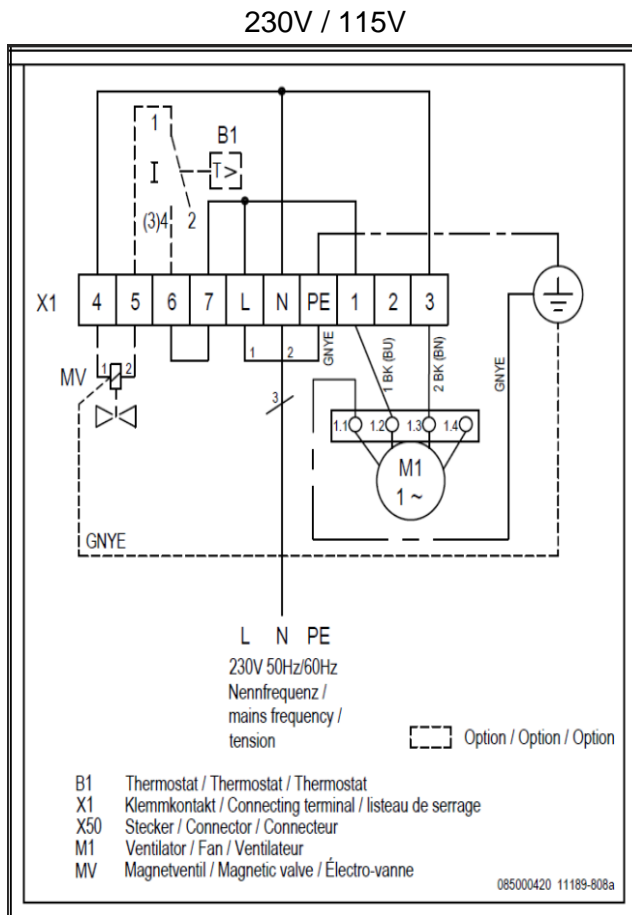 230V / 115V
1
B1
I
T>
(3)4
2
X1
4 5 6 7 L N PE 1 2 3
1 2
GNYE
1 BK (BU)
2 BK (BN)
GNYE
MV
1 2
3
1.1 1.2 1.3 1.4
M1
1 ~
GNYE
L N PE
230V 50Hz/60Hz
Nennfrequenz /
mains frequency /
tension
Option / Option / Option
B1 Thermostat / Thermostat / Thermostat
X1 Klemmkontakt / Connecting terminal / listeau de serrage
X50 Stecker / Connector / Connecteur
M1 Ventilator / Fan / Ventilateur
MV Magnetventil / Magnetic valve / Électro-vanne
085000420 11189-808a